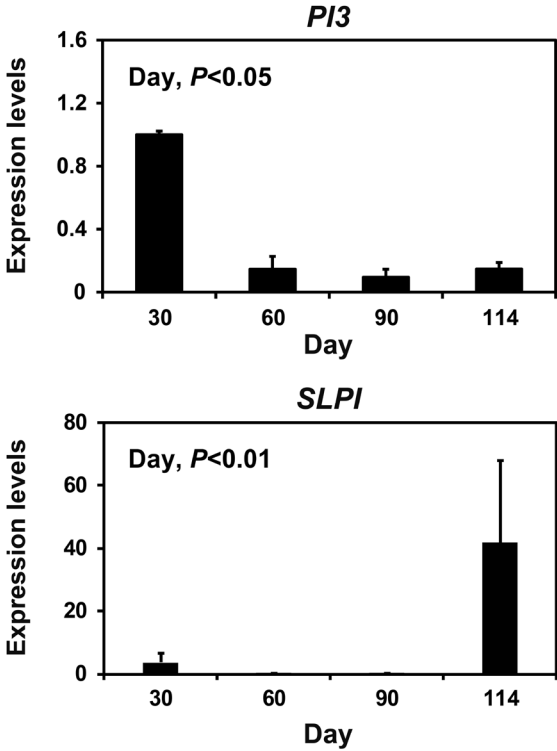 PI3
Day, P<0.05
Expression levels
1.6
1.2
0.8
0.4
0
30 60 90 114
Day
SLPI
Day, P<0.01
Expression levels
80
60
40
20
0
30 60 90 114
Day